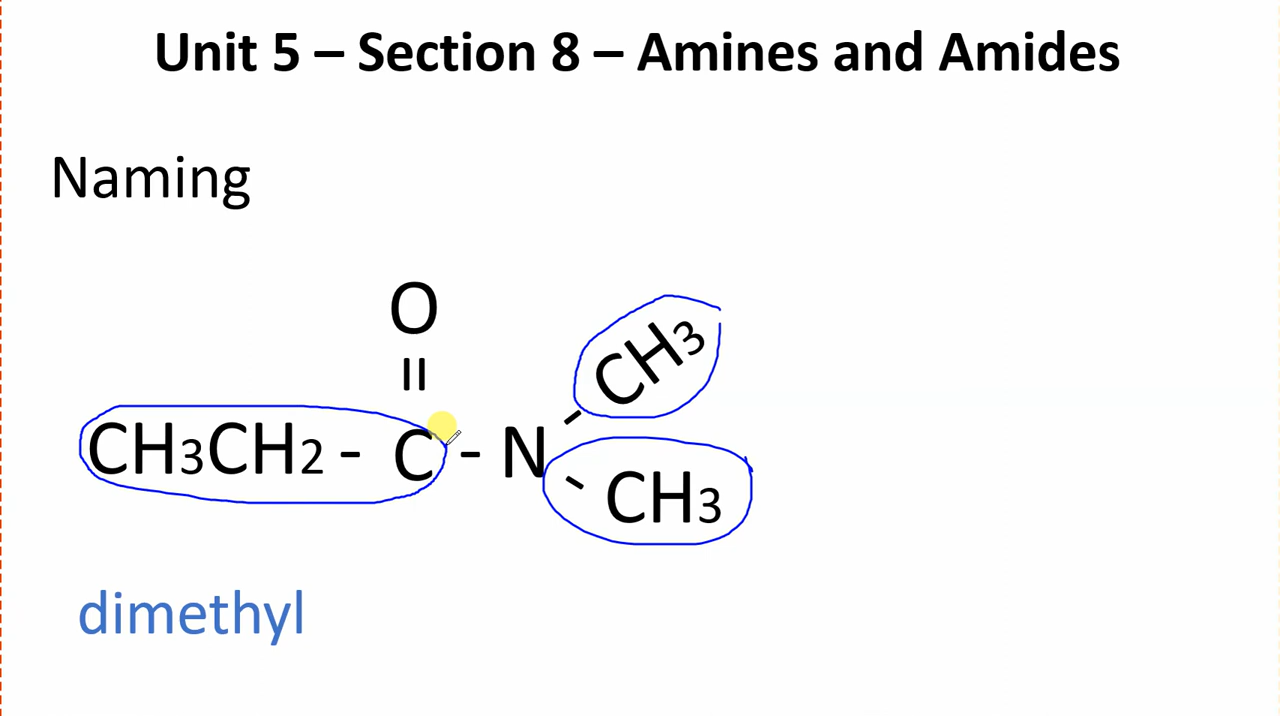 Unit 5 – Section 8 – Amines and Amides
Naming
O
CH3
CH3CH2 - C - N
CH3
dimethyl